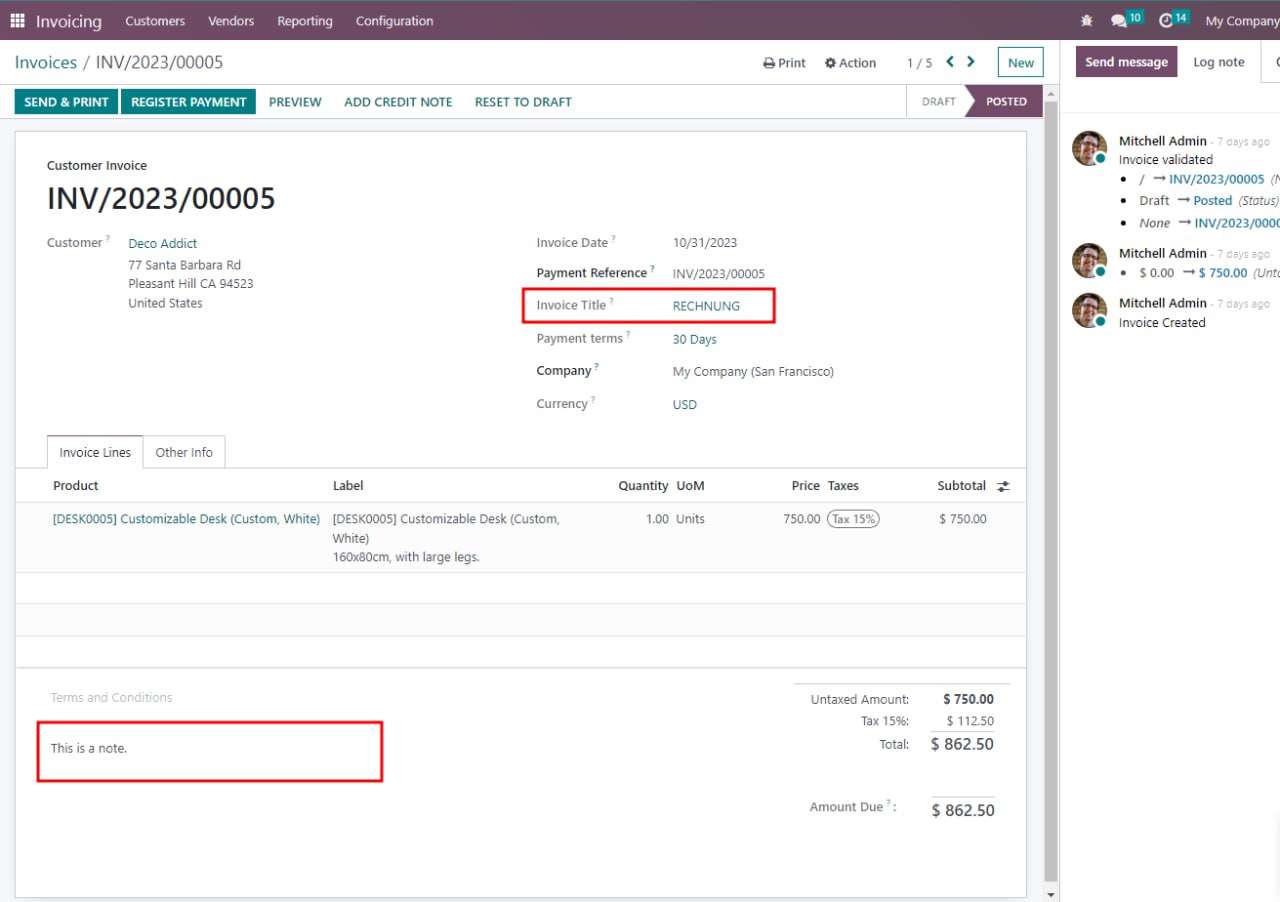 Invoicing Customers Vendors Reporting Configuration 10 14 My Company
Invoices / INV/2023/00005 Print Action 1 / 5 New
SEND & PRINT REGISTER PAYMENT PREVIEW ADD CREDIT NOTE RESET TO DRAFT DRAFT POSTED
Customer Invoice
INV/2023/00005
Customer ? Deco Addict
77 Santa Barbara Rd
Pleasant Hill CA 94523
United States
Invoice Date ? 10/31/2023
Payment Reference ? INV/2023/00005
Invoice Title ? RECHNUNG
Payment terms ? 30 Days
Company ? My Company (San Francisco)
Currency ? USD
Invoice Lines Other Info
Product Label Quantity UoM Price Taxes Subtotal
[DESK0005] Customizable Desk (Custom, White) [DESK0005] Customizable Desk (Custom, 1.00 Units 750.00 Tax 15% $ 750.00
White)
160x80cm, with large legs.
Terms and Conditions
This is a note.
Untaxed Amount: $ 750.00
Tax 15%: $ 112.50
Total: $ 862.50
Amount Due ? : $ 862.50
Send message Log note
Mitchell Admin - 7 days ago
Invoice validated
• / → INV/2023/00005
• Draft → Posted (Status)
• None → INV/2023/000
Mitchell Admin - 7 days ago
• $ 0.00 → $ 750.00
Mitchell Admin - 7 days ago
Invoice Created